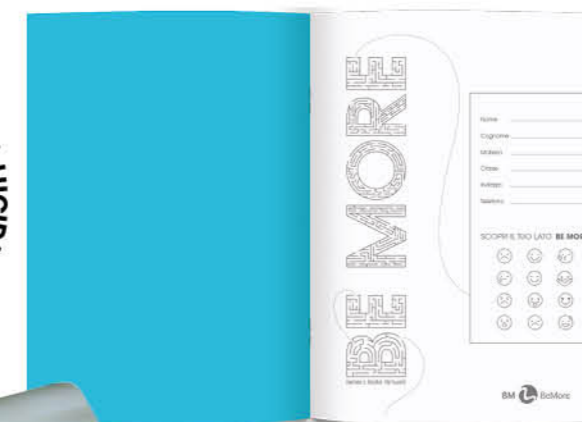 BE MORE
Nome
Cognome
Materia
Classe
Indirizzo
Telefono
SCOPRI IL TUO LATO BE MOR
BM BeMore